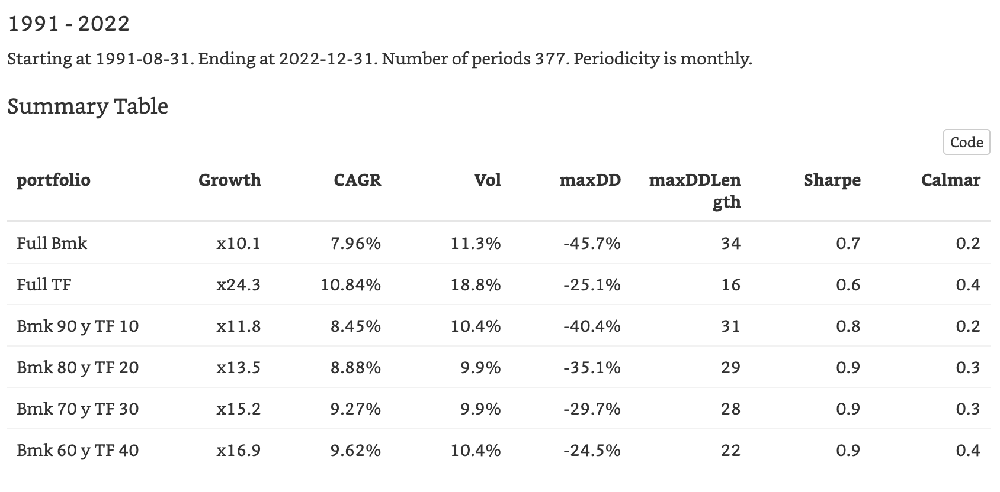 1991 - 2022
Starting at 1991-08-31. Ending at 2022-12-31. Number of periods 377. Periodicity is monthly.
Summary Table
Code
portfolio Growth CAGR Vol maxDD maxDDLen Sharpe Calmar
gth
Full Bmk x10.1 7.96% 11.3% -45.7% 34 0.7 0.2
Full TF x24.3 10.84% 18.8% -25.1% 16 0.6 0.4
Bmk 90 y TF 10 x11.8 8.45% 10.4% -40.4% 31 0.8 0.2
Bmk 80 y TF 20 x13.5 8.88% 9.9% -35.1% 29 0.9 0.3
Bmk 70 y TF 30 x15.2 9.27% 9.9% -29.7% 28 0.9 0.3
Bmk 60 y TF 40 x16.9 9.62% 10.4% -24.5% 22 0.9 0.4